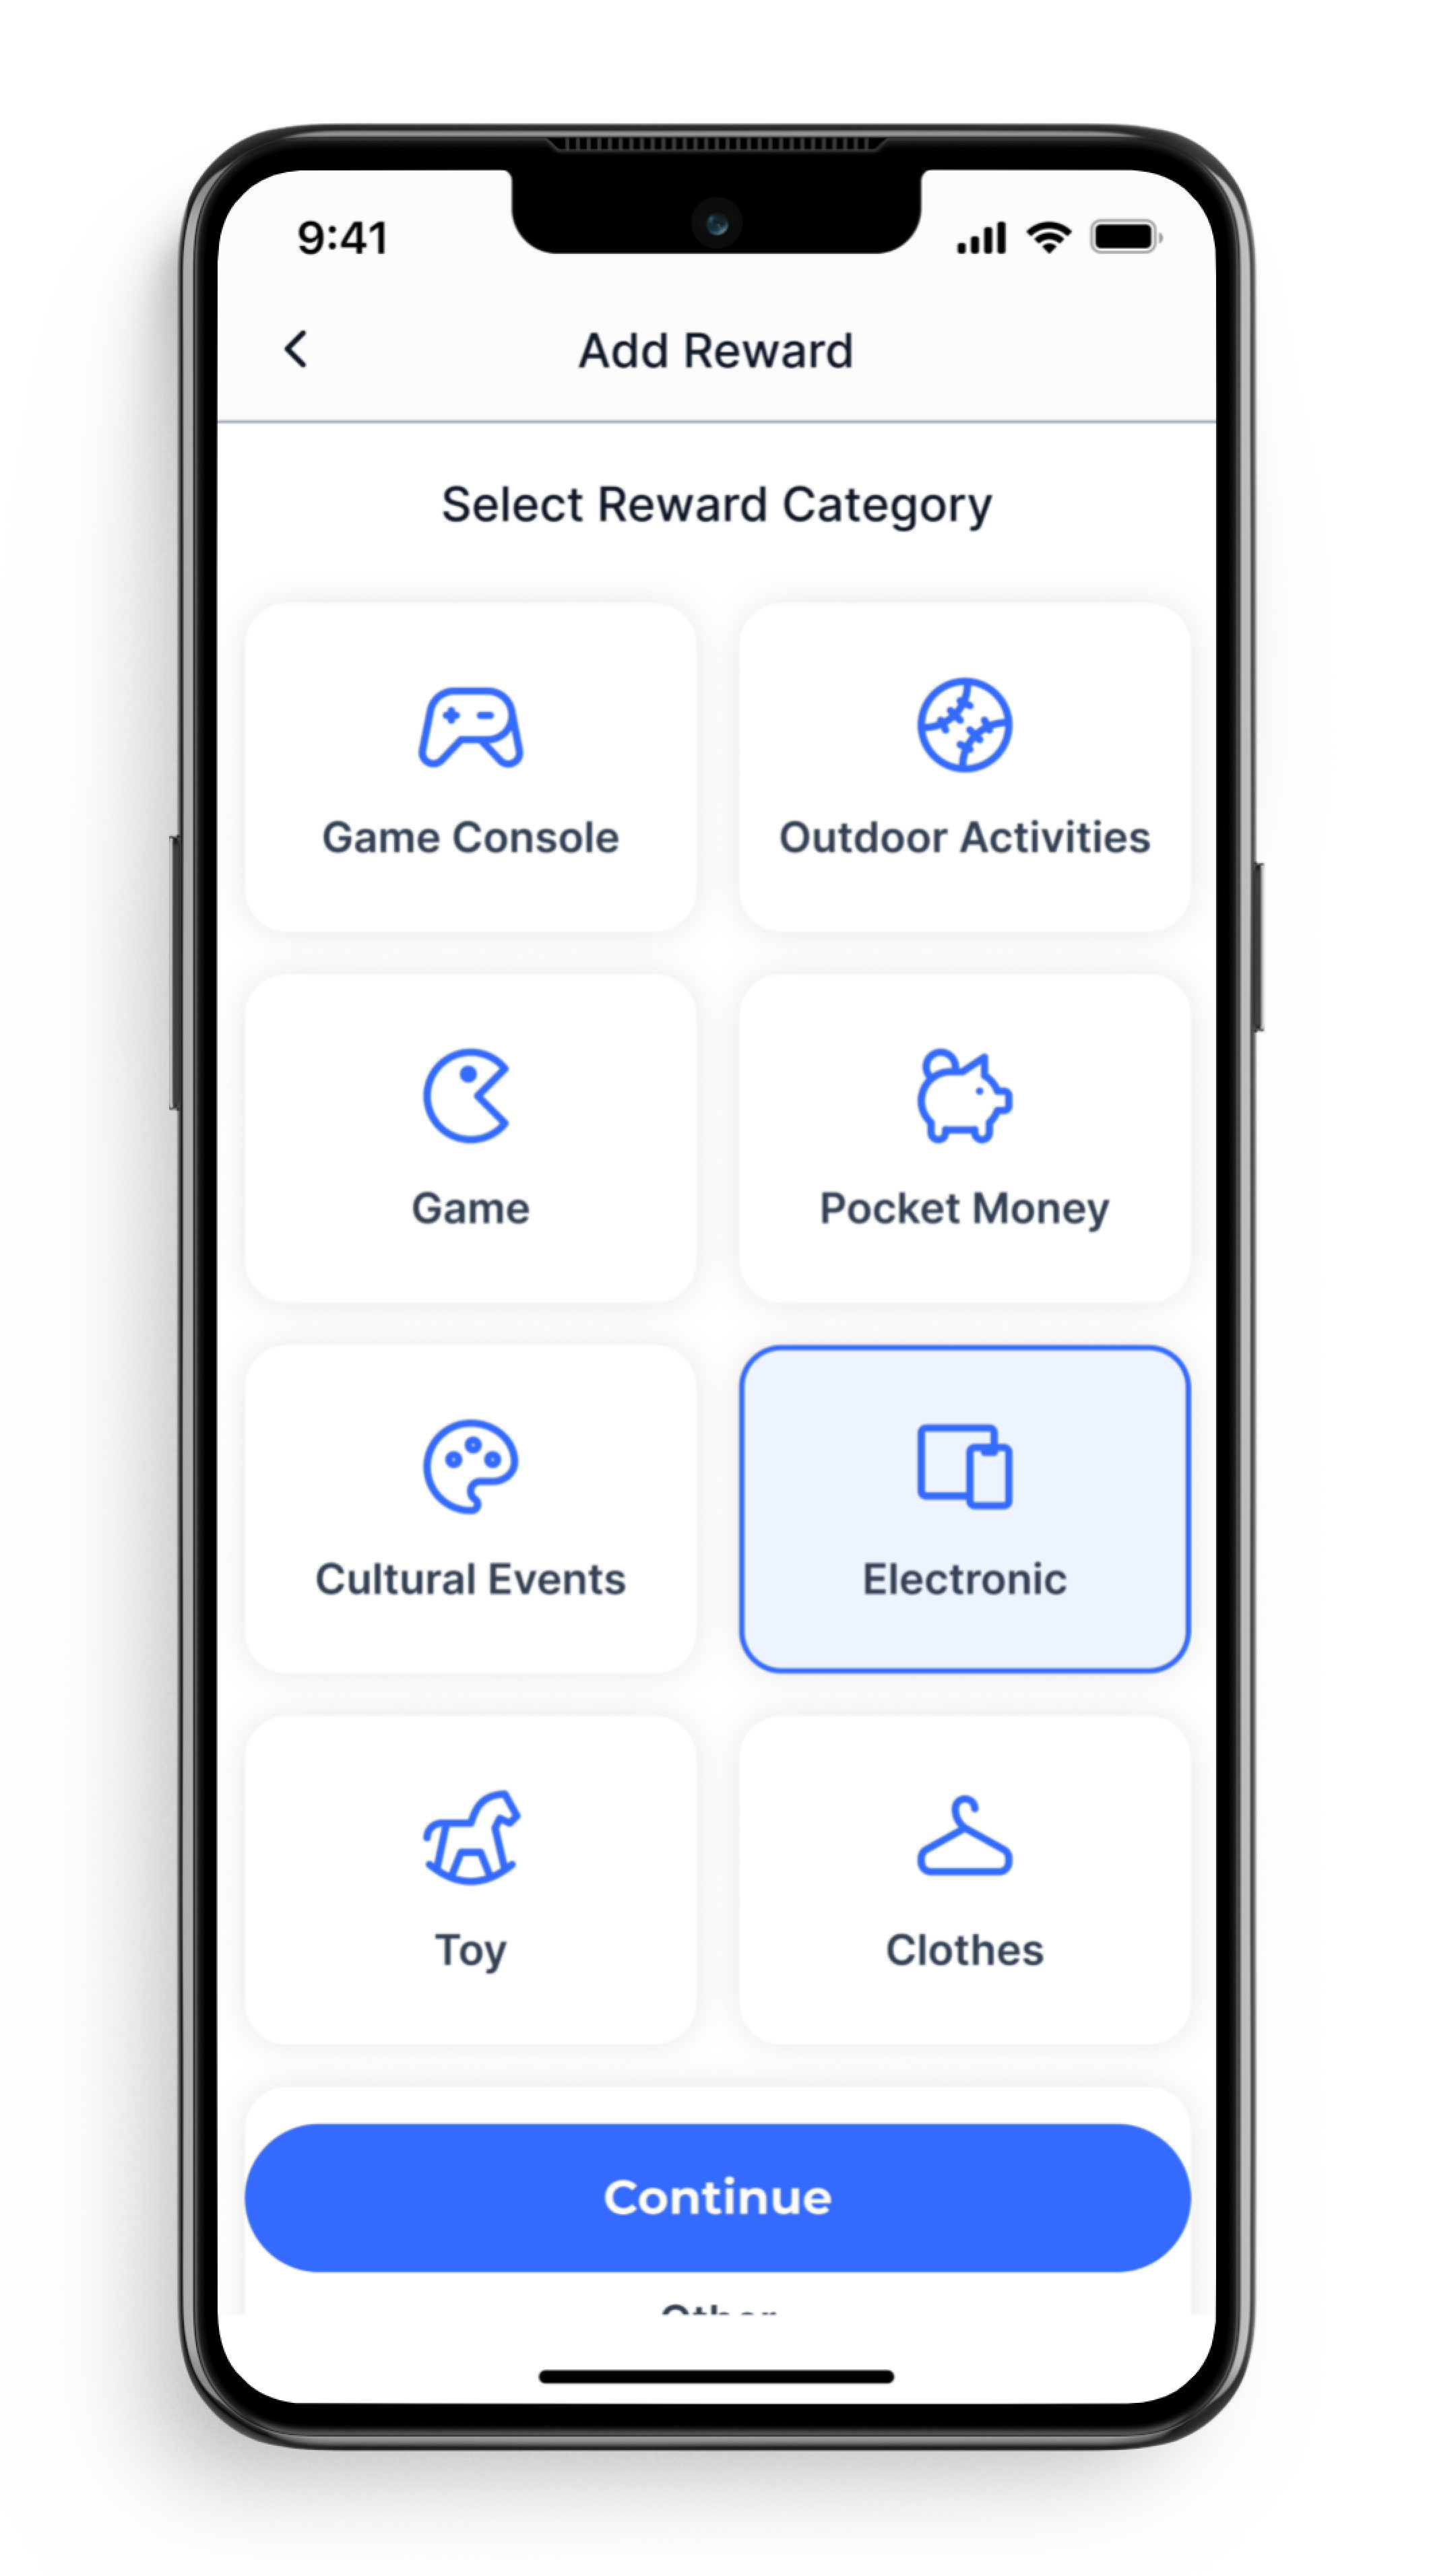 9:41
Add Reward
Select Reward Category
Game Console
Outdoor Activities
Game
Pocket Money
Cultural Events
Electronic
Toy
Clothes
Continue
Other